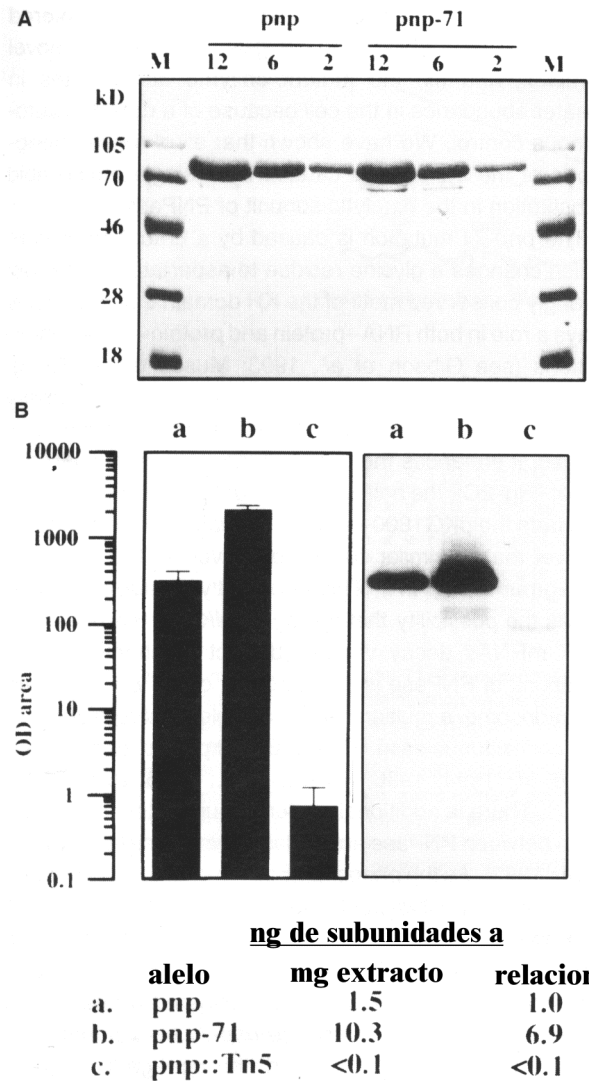 A
pnp pnp-71
M 12 6 2 12 6 2 M
kD
105
70
46
28
18
B
a b c a b c
10000
1000
100
10
1
0.1
OD area
ng de subunidades a
alelo mg extracto relacion
a. pnp 1.5 1.0
b. pnp-71 10.3 6.9
c. pnp::Tn5 <0.1 <0.1